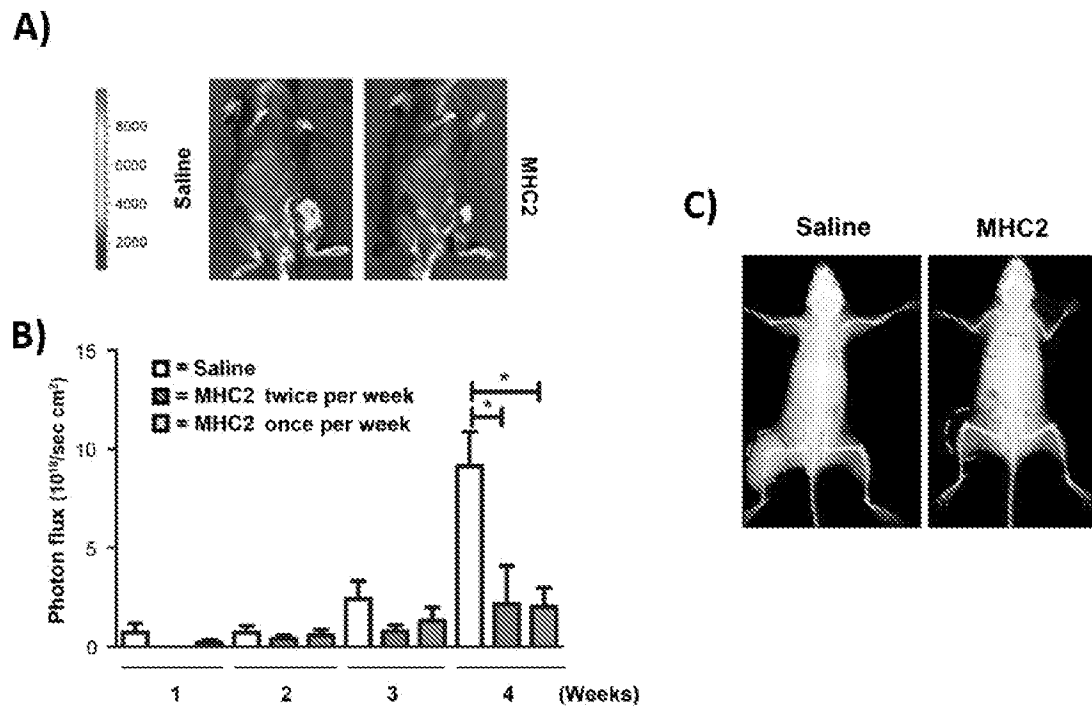 A)
Saline
8000
6000
4000
2000
MHC2
B)
Photon flux (10¹⁰/sec cm²)
15
10
5
0
= Saline
= MHC2 twice per week
= MHC2 once per week
*
*
1 2 3 4 (Weeks)
C)
Saline MHC2